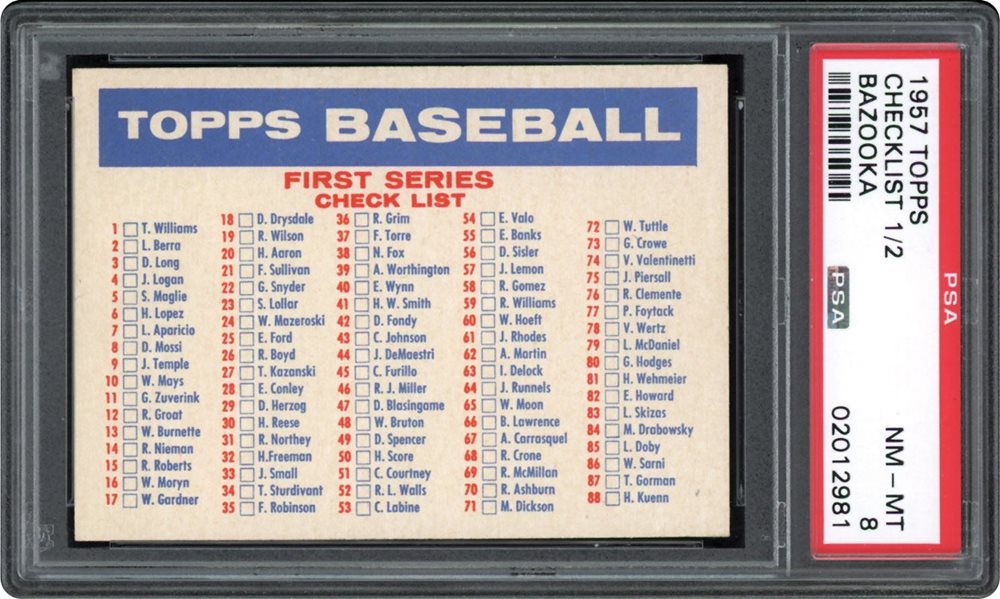 TOPPS BASEBALL
FIRST SERIES
CHECK LIST
1 T. Williams
2 L. Berra
3 D. Long
4 J. Logan
5 S. Maglie
6 H. Lopez
7 L. Aparicio
8 D. Mossi
9 J. Temple
10 W. Mays
11 G. Zuverink
12 R. Groat
13 W. Burnette
14 R. Nieman
15 R. Roberts
16 W. Moryn
17 W. Gardner
18 D. Drysdale
19 R. Wilson
20 H. Aaron
21 F. Sullivan
22 G. Snyder
23 S. Lollar
24 W. Mazeroski
25 E. Ford
26 R. Boyd
27 T. Kazanski
28 E. Conley
29 D. Herzog
30 H. Reese
31 R. Northey
32 H.Freeman
33 J. Small
34 T. Sturdivant
35 F. Robinson
36 R. Grim
37 F. Torre
38 N. Fox
39 A. Worthington
40 E. Wynn
41 H. W. Smith
42 D. Fondy
43 C. Johnson
44 J. DeMaestri
45 C. Furillo
46 R. J. Miller
47 D. Blasingame
48 W. Bruton
49 D. Spencer
50 H. Score
51 C. Courtney
52 R. L. Walls
53 C. Labine
54 E. Valo
55 E. Banks
56 D. Sisler
57 J. Lemon
58 R. Gomez
59 R. Williams
60 W. Hoeft
61 J. Rhodes
62 A. Martin
63 I. Delock
64 J. Runnels
65 W. Moon
66 B. Lawrence
67 A. Carrasquel
68 R. Crone
69 R. McMillan
70 R. Ashburn
71 M. Dickson
72 W. Tuttle
73 G. Crowe
74 V. Valentinetti
75 J. Piersall
76 R. Clemente
77 P. Foytack
78 V. Wertz
79 L. McDaniel
80 G. Hodges
81 H. Wehmeier
82 E. Howard
83 L. Skizas
84 M. Drabowsky
85 L. Doby
86 W. Sarni
87 T. Gorman
88 H. Kuenn
1957 TOPPS
CHECKLIST 1/2
BAZOOKA
NM – MT
8
02012981
PSA
PSA